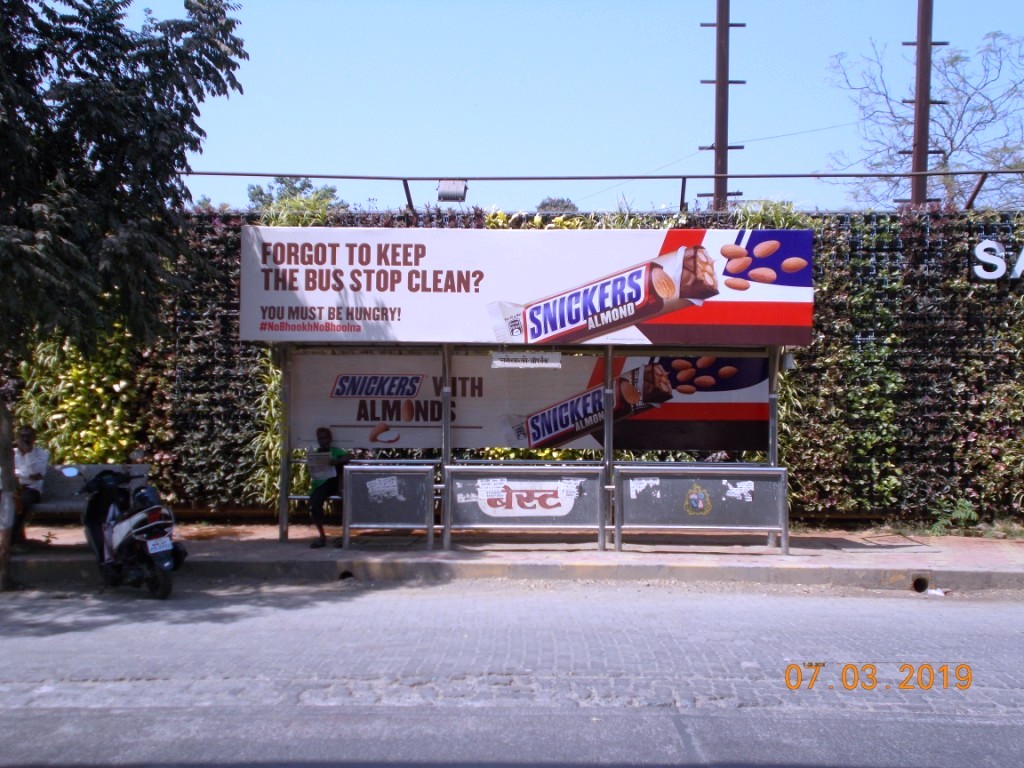 FORGOT TO KEEP
THE BUS STOP CLEAN?
YOU MUST BE HUNGRY!
#NoBhookhNoBhoolna
SNICKERS
ALMOND
SA
SNICKERS WITH
ALMONDS
SNICKERS
ALMOND
बेस्ट
07.03.2019